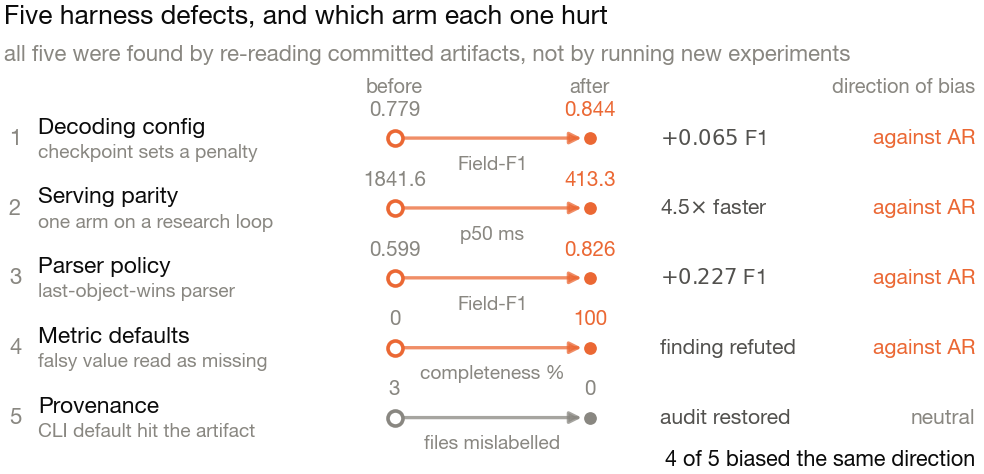 Five harness defects, and which arm each one hurt
all five were found by re-reading committed artifacts, not by running new experiments
before after direction of bias
0.779 0.844
1 Decoding config +0.065 F1 against AR
checkpoint sets a penalty Field-F1
1841.6 413.3
2 Serving parity 4.5× faster against AR
one arm on a research loop p50 ms
0.599 0.826
3 Parser policy +0.227 F1 against AR
last-object-wins parser Field-F1
0 100
4 Metric defaults finding refuted against AR
falsy value read as missing completeness %
3 0
5 Provenance audit restored neutral
CLI default hit the artifact files mislabelled
4 of 5 biased the same direction